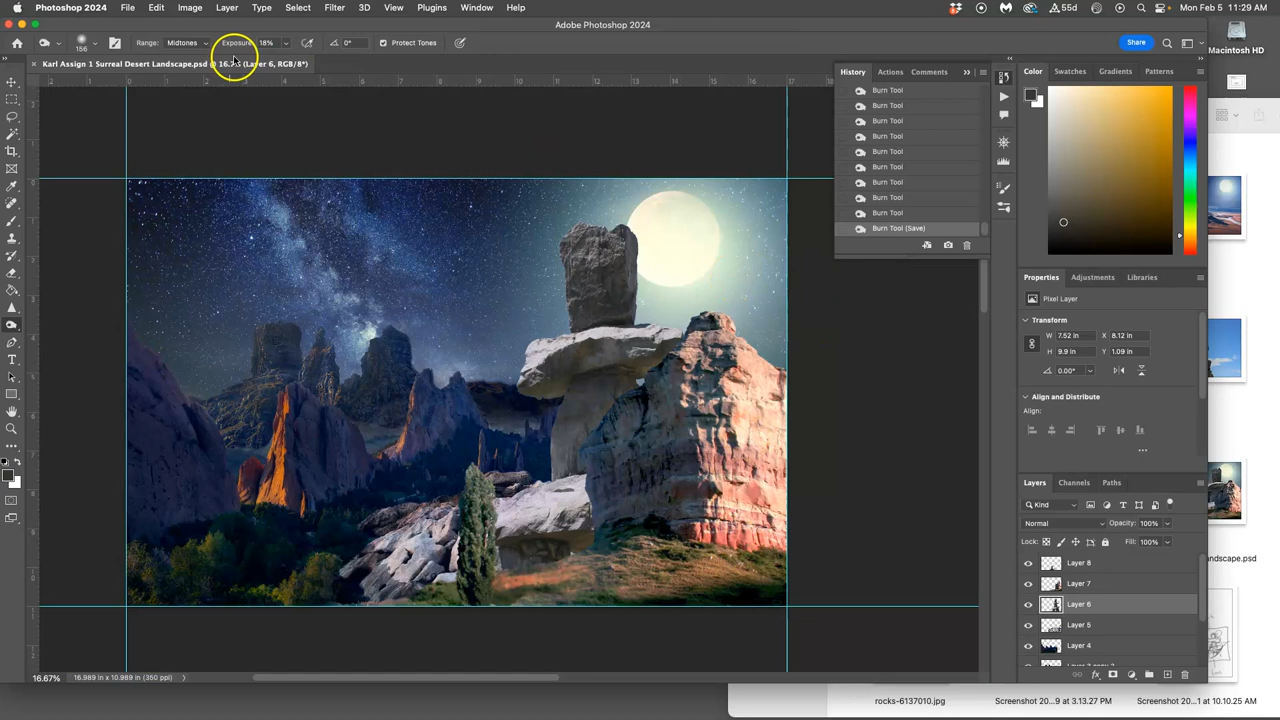 Photoshop 2024 File Edit Image Layer Type Select Filter 3D View Plugins Window Help 55d Mon Feb 5 11:29 AM
Adobe Photoshop 2024
156 Range: Midtones Exposure: 18% 0° Protect Tones Share
Macintosh HD
Karl Assign 1 Surreal Desert Landscape.psd @ 16. (Layer 6, RGB/8*)
History Actions Comments
Color Swatches Gradients Patterns
Burn Tool
Burn Tool
Burn Tool
Burn Tool
Burn Tool
Burn Tool
Burn Tool
Burn Tool
Burn Tool
Burn Tool (Save)
Properties Adjustments Libraries
Pixel Layer
Transform
W: 7.52 in X: 8.12 in
H: 9.9 in Y: 1.09 in
0.00°
Align and Distribute
Align:
Layers Channels Paths
Kind
Normal Opacity: 100%
Lock: Fill: 100%
Layer 8
andscape.psd
Layer 7
Layer 6
Layer 5
Layer 4
16.67% 16.989 in x 10.989 in (350 ppi)
rocks-6137010.jpg Screenshot 20...9 at 3.13.27 PM Screenshot 20...1 at 10.10.25 AM